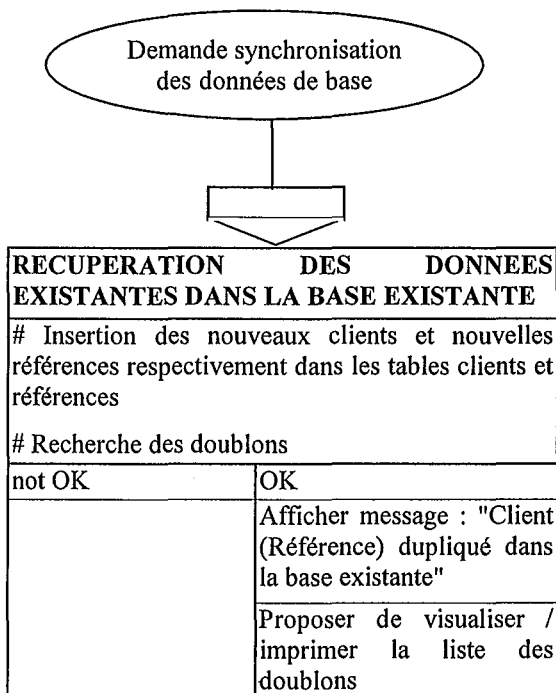 Demande synchronisation
des données de base
RECUPERATION DES DONNEES
EXISTANTES DANS LA BASE EXISTANTE
# Insertion des nouveaux clients et nouvelles
références respectivement dans les tables clients et
références
# Recherche des doublons
not OK
OK
Afficher message : "Client
(Référence) dupliqué dans
la base existante"
Proposer de visualiser /
imprimer la liste des
doublons